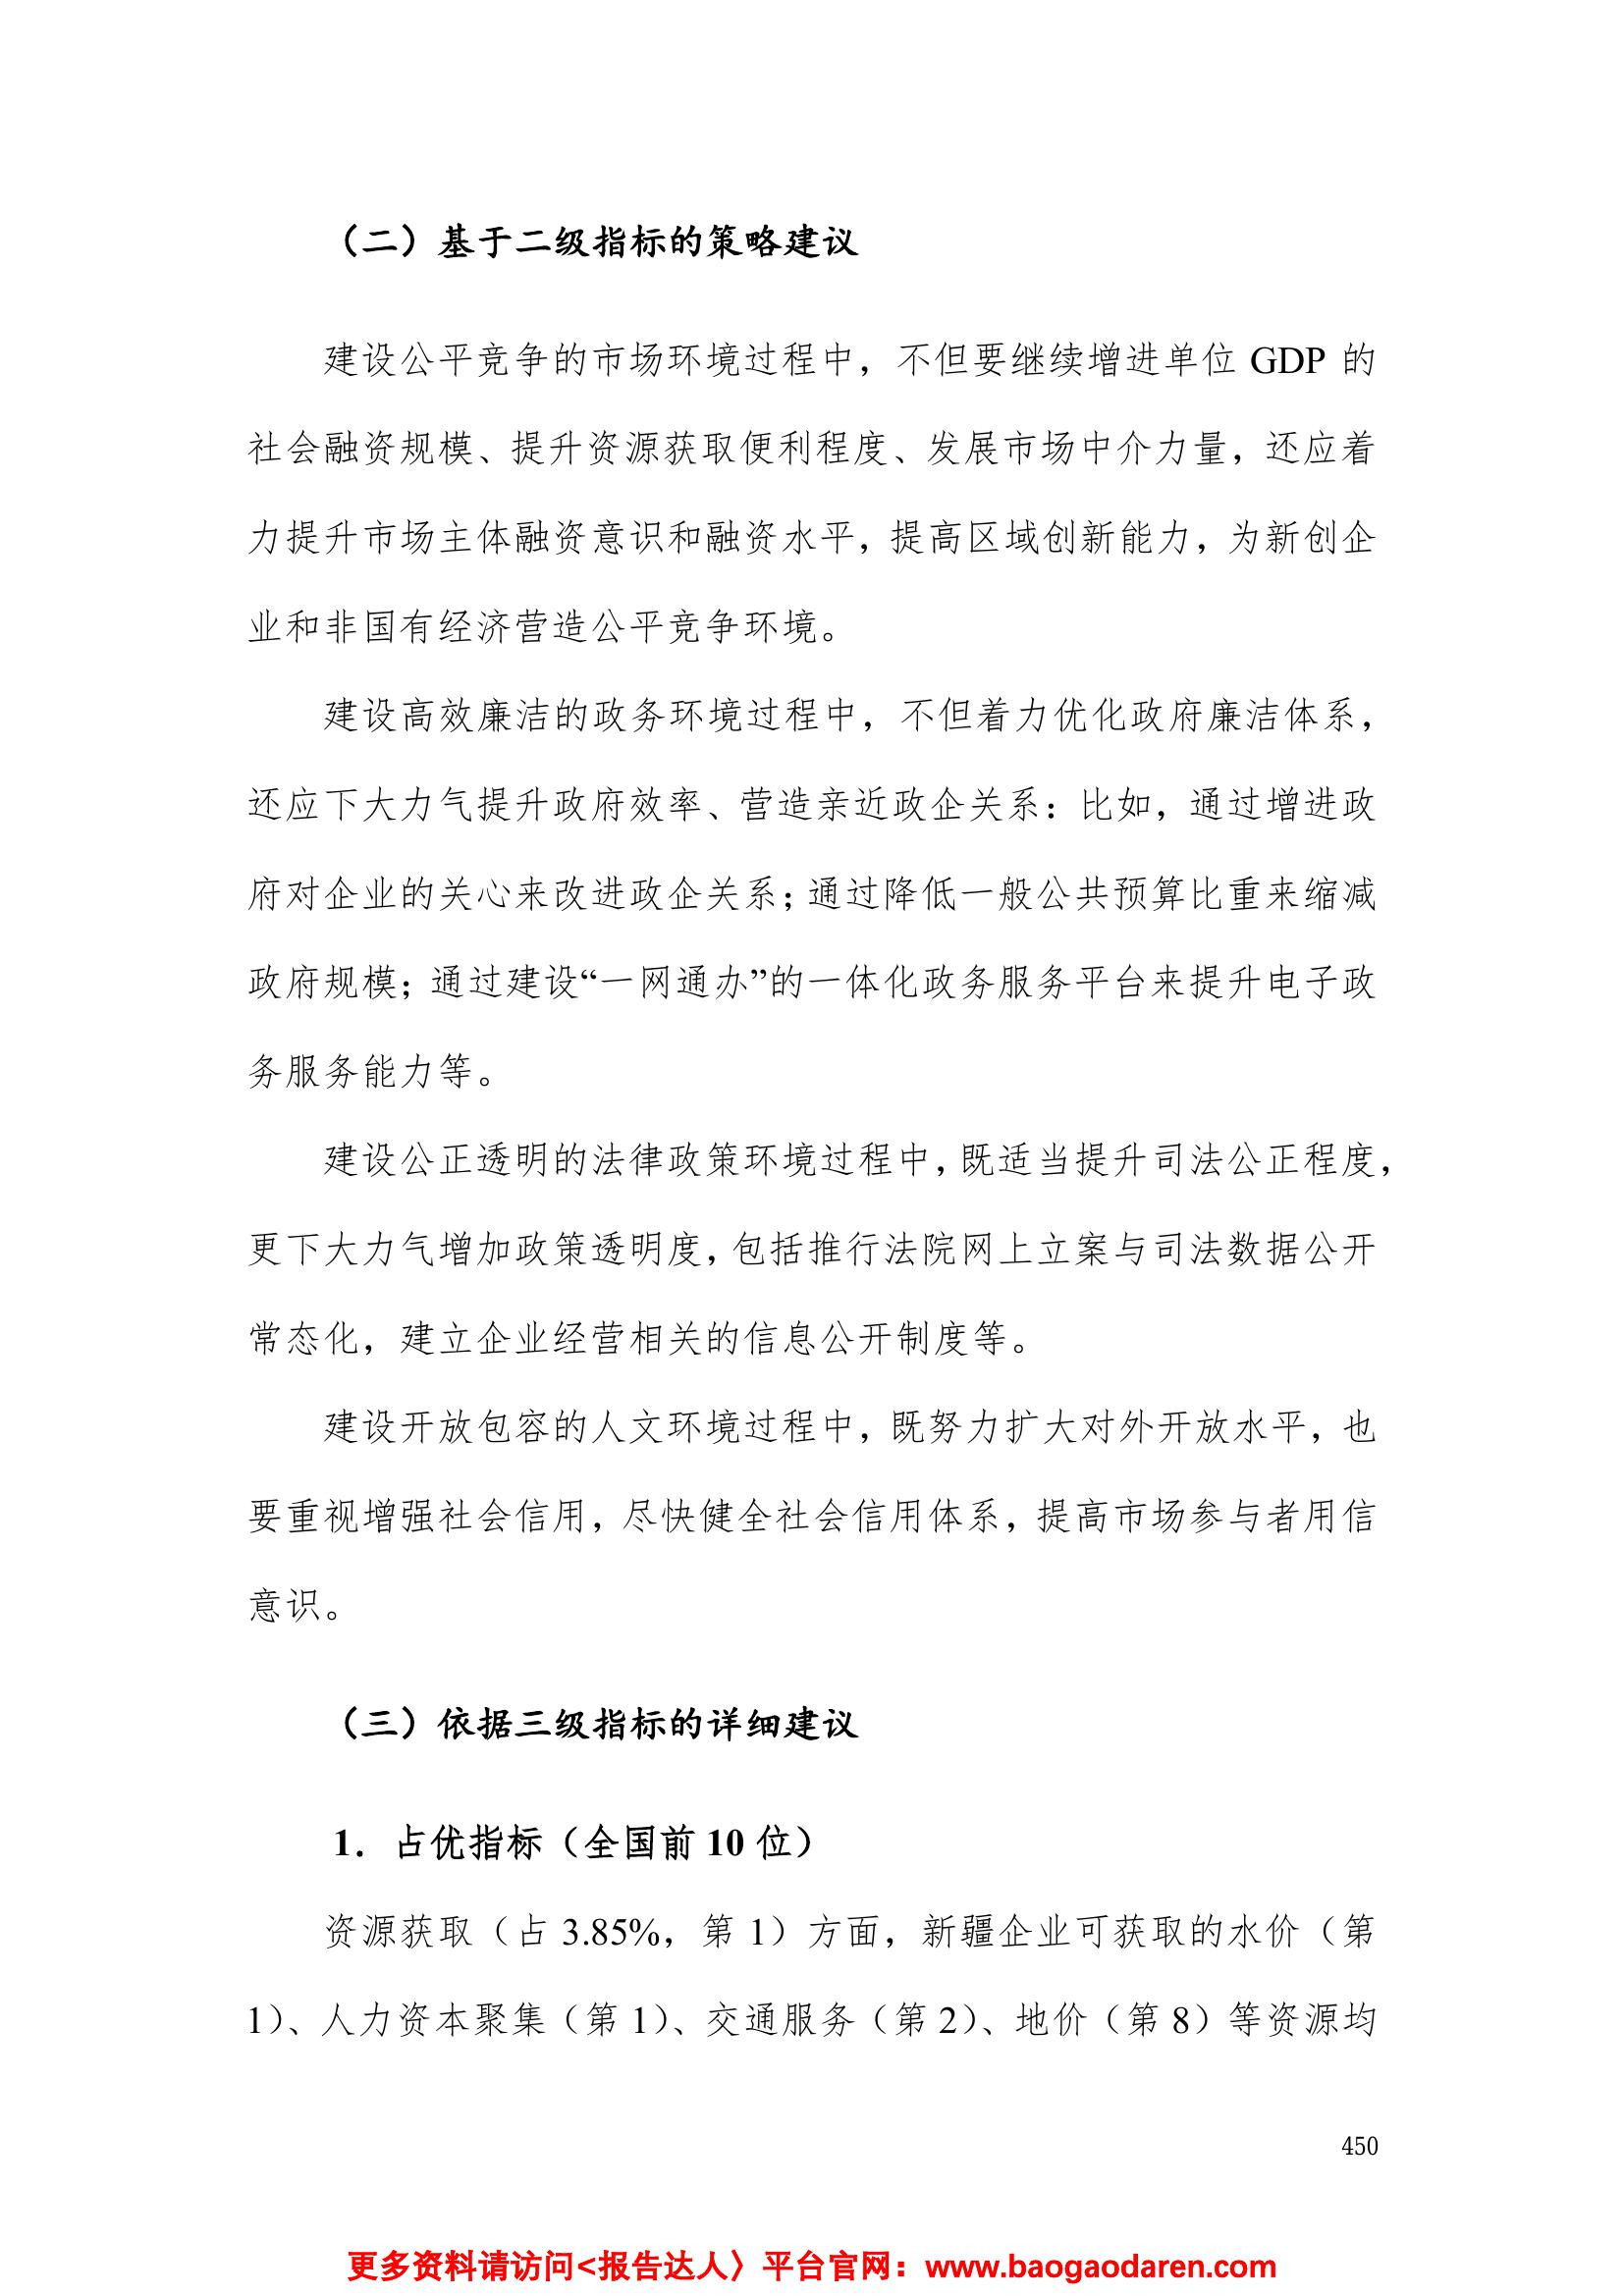 （二）基于二级指标的策略建议
建设公平竞争的市场环境过程中，不但要继续增进单位 GDP 的
社会融资规模、提升资源获取便利程度、发展市场中介力量，还应着
力提升市场主体融资意识和融资水平，提高区域创新能力，为新创企
业和非国有经济营造公平竞争环境。
建设高效廉洁的政务环境过程中，不但着力优化政府廉洁体系，
还应下大力气提升政府效率、营造亲近政企关系：比如，通过增进政
府对企业的关心来改进政企关系；通过降低一般公共预算比重来缩减
政府规模；通过建设“一网通办”的一体化政务服务平台来提升电子政
务服务能力等。
建设公正透明的法律政策环境过程中，既适当提升司法公正程度，
更下大力气增加政策透明度，包括推行法院网上立案与司法数据公开
常态化，建立企业经营相关的信息公开制度等。
建设开放包容的人文环境过程中，既努力扩大对外开放水平，也
要重视增强社会信用，尽快健全社会信用体系，提高市场参与者用信
意识。
（三）依据三级指标的详细建议
1．占优指标（全国前 10 位）
资源获取（占 3.85%，第 1）方面，新疆企业可获取的水价（第
1）、人力资本聚集（第 1）、交通服务（第 2）、地价（第 8）等资源均
450
更多资料请访问<报告达人〉平台官网：www.baogaodaren.com